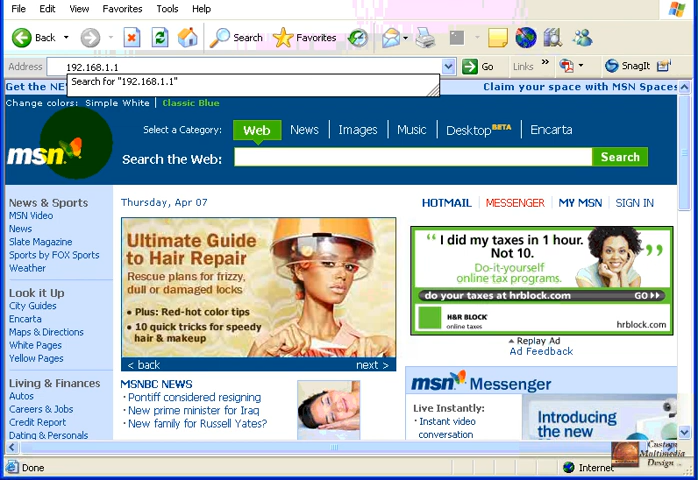 File Edit View Favorites Tools Help
Back Search Favorites
Address 192.168.1.1 Go Links » SnagIt
Search for "192.168.1.1"
Get the NE Claim your space with MSN Spaces
Change colors: Simple White | Classic Blue
msn
Select a Category: Web News Images Music Desktop BETA Encarta
Search the Web: Search
News & Sports
MSN Video
News
Slate Magazine
Sports by FOX Sports
Weather
Look it Up
City Guides
Encarta
Maps & Directions
White Pages
Yellow Pages
Living & Finances
Autos
Careers & Jobs
Credit Report
Dating & Personals
Thursday, Apr 07
HOTMAIL MESSENGER MY MSN SIGN IN
Ultimate Guide
to Hair Repair
Rescue plans for frizzy,
dull or damaged locks
• Plus: Red-hot color tips
• 10 quick tricks for speedy
hair & makeup
< back next >
MSNBC NEWS
· Pontiff considered resigning
· New prime minister for Iraq
· New family for Russell Yates?
“ I did my taxes in 1 hour. ”
Not 10.
Do-it-yourself
online tax programs.
do your taxes at hrblock.com GO
H&R BLOCK
online taxes
hrblock.com
Replay Ad
Ad Feedback
msn Messenger
Live Instantly:
· Instant video
conversation
Introducing
the new
Custom
Multimedia
Design
Done Internet